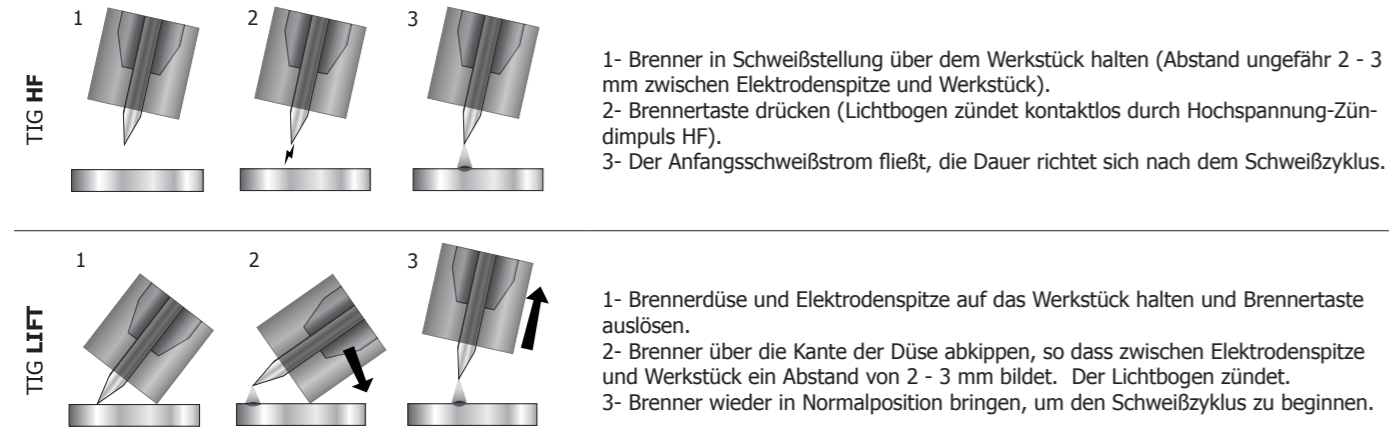 TIG HF
1 2 3
1- Brenner in Schweißstellung über dem Werkstück halten (Abstand ungefähr 2 - 3
mm zwischen Elektrodenspitze und Werkstück).
2- Brennertaste drücken (Lichtbogen zündet kontaktlos durch Hochspannung-Zün-
dimpuls HF).
3- Der Anfangsschweißstrom fließt, die Dauer richtet sich nach dem Schweißzyklus.
TIG LIFT
1 2 3
1- Brennerdüse und Elektrodenspitze auf das Werkstück halten und Brennertaste
auslösen.
2- Brenner über die Kante der Düse abkippen, so dass zwischen Elektrodenspitze
und Werkstück ein Abstand von 2 - 3 mm bildet.  Der Lichtbogen zündet.
3- Brenner wieder in Normalposition bringen, um den Schweißzyklus zu beginnen.